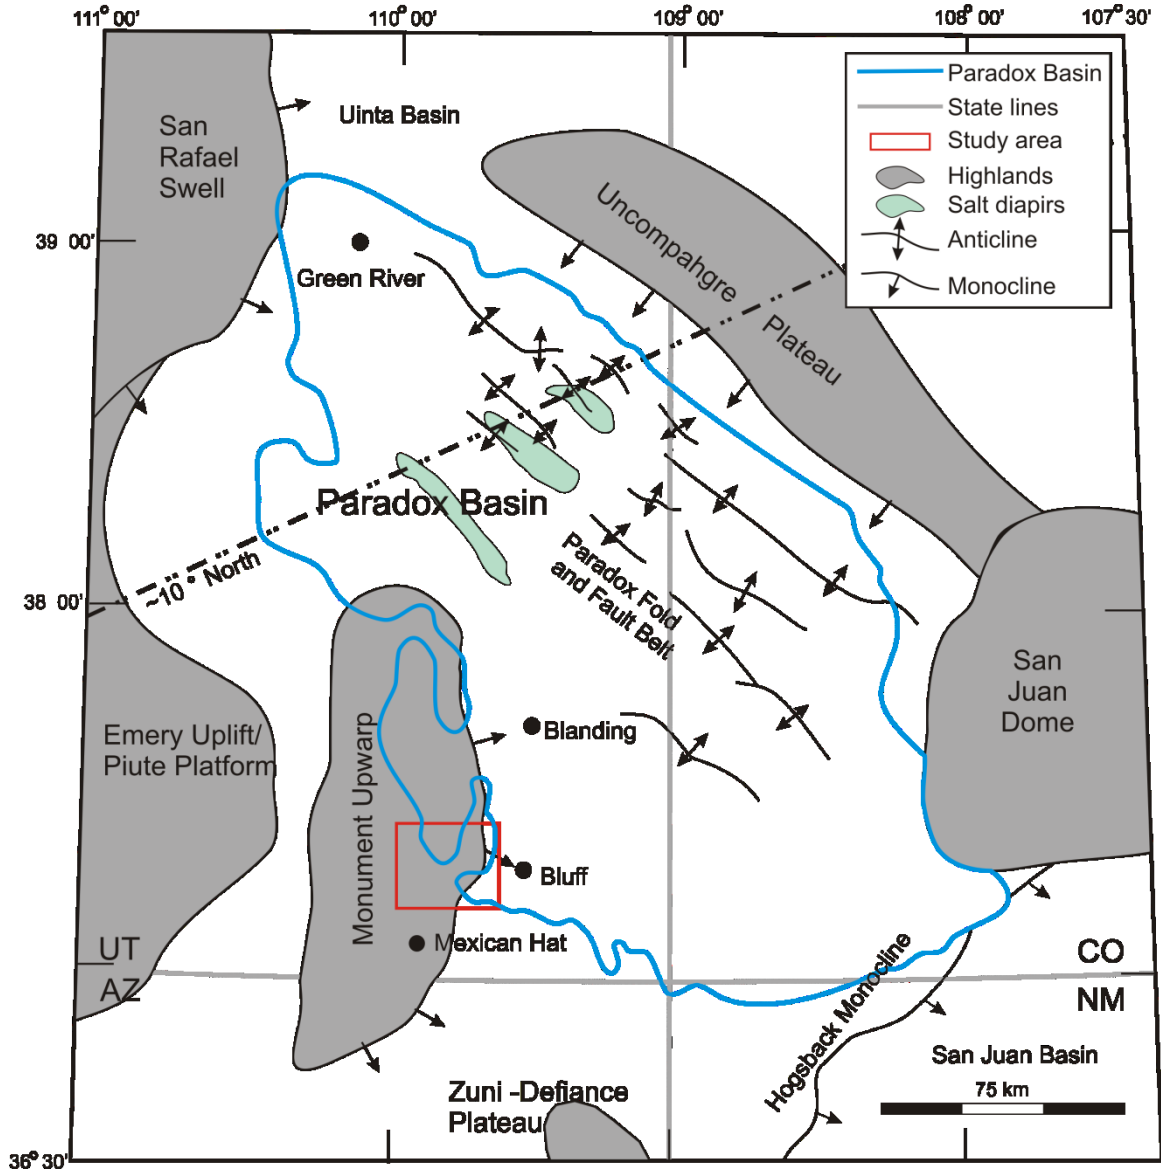 111° 00'
110° 00'
109° 00'
108° 00'
107° 30'
Paradox Basin
State lines
Study area
Highlands
Salt diapirs
Anticline
Monocline
Uinta Basin
San
Rafael
Swell
Uncompahgre
Plateau
39 00'
Green River
Paradox Basin
~10 ° North
Paradox Fold
and Fault Belt
38 00'
San
Juan
Dome
Emery Uplift/
Piute Platform
Monument Upwarp
Blanding
Bluff
Mexican Hat
UT
AZ
CO
NM
Hogsback Monocline
San Juan Basin
75 km
Zuni -Defiance
Plateau
36° 30'